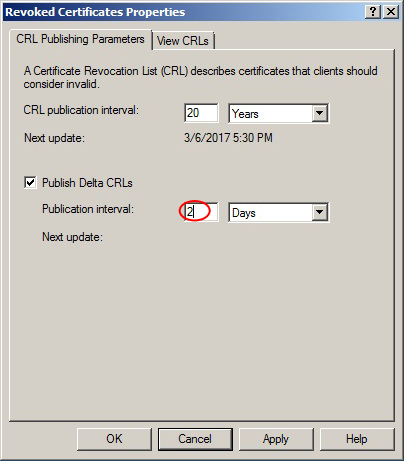 Revoked Certificates Properties
CRL Publishing Parameters View CRLs
A Certificate Revocation List (CRL) describes certificates that clients should
consider invalid.
CRL publication interval: 20 Years
Next update: 3/6/2017 5:30 PM
Publish Delta CRLs
Publication interval: 2 Days
Next update:
OK Cancel Apply Help